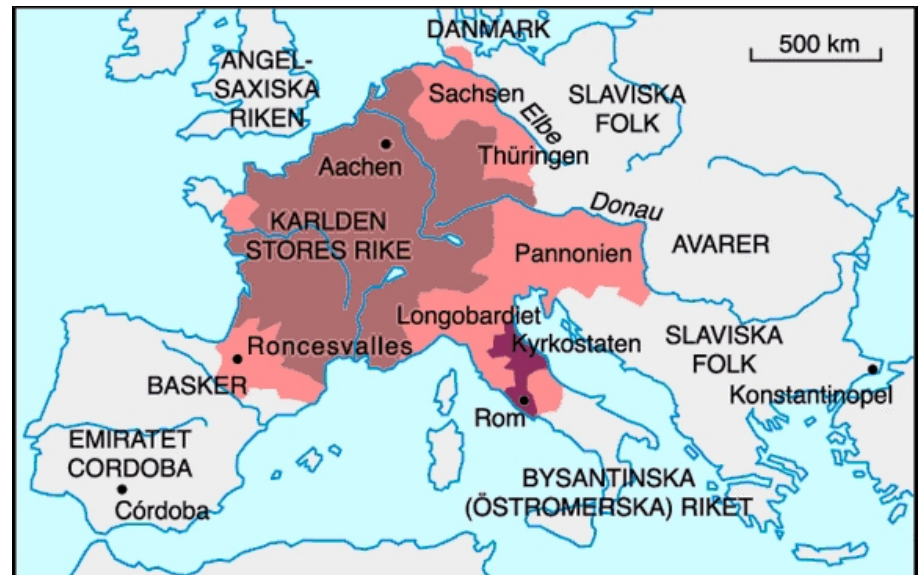 DANMARK
500 km
ANGEL-
SAXISKA
RIKEN
Sachsen
Elbe
SLAVISKA
FOLK
Aachen
Thüringen
Donau
KARLDEN
STORES RIKE
Pannonien
AVARER
Longobardiet
Roncesvalles
Kyrkostaten
SLAVISKA
FOLK
BASKER
Konstantinopel
Rom
EMIRATET
CORDOBA
Córdoba
BYSANTINSKA
(ÖSTROMERSKA) RIKET